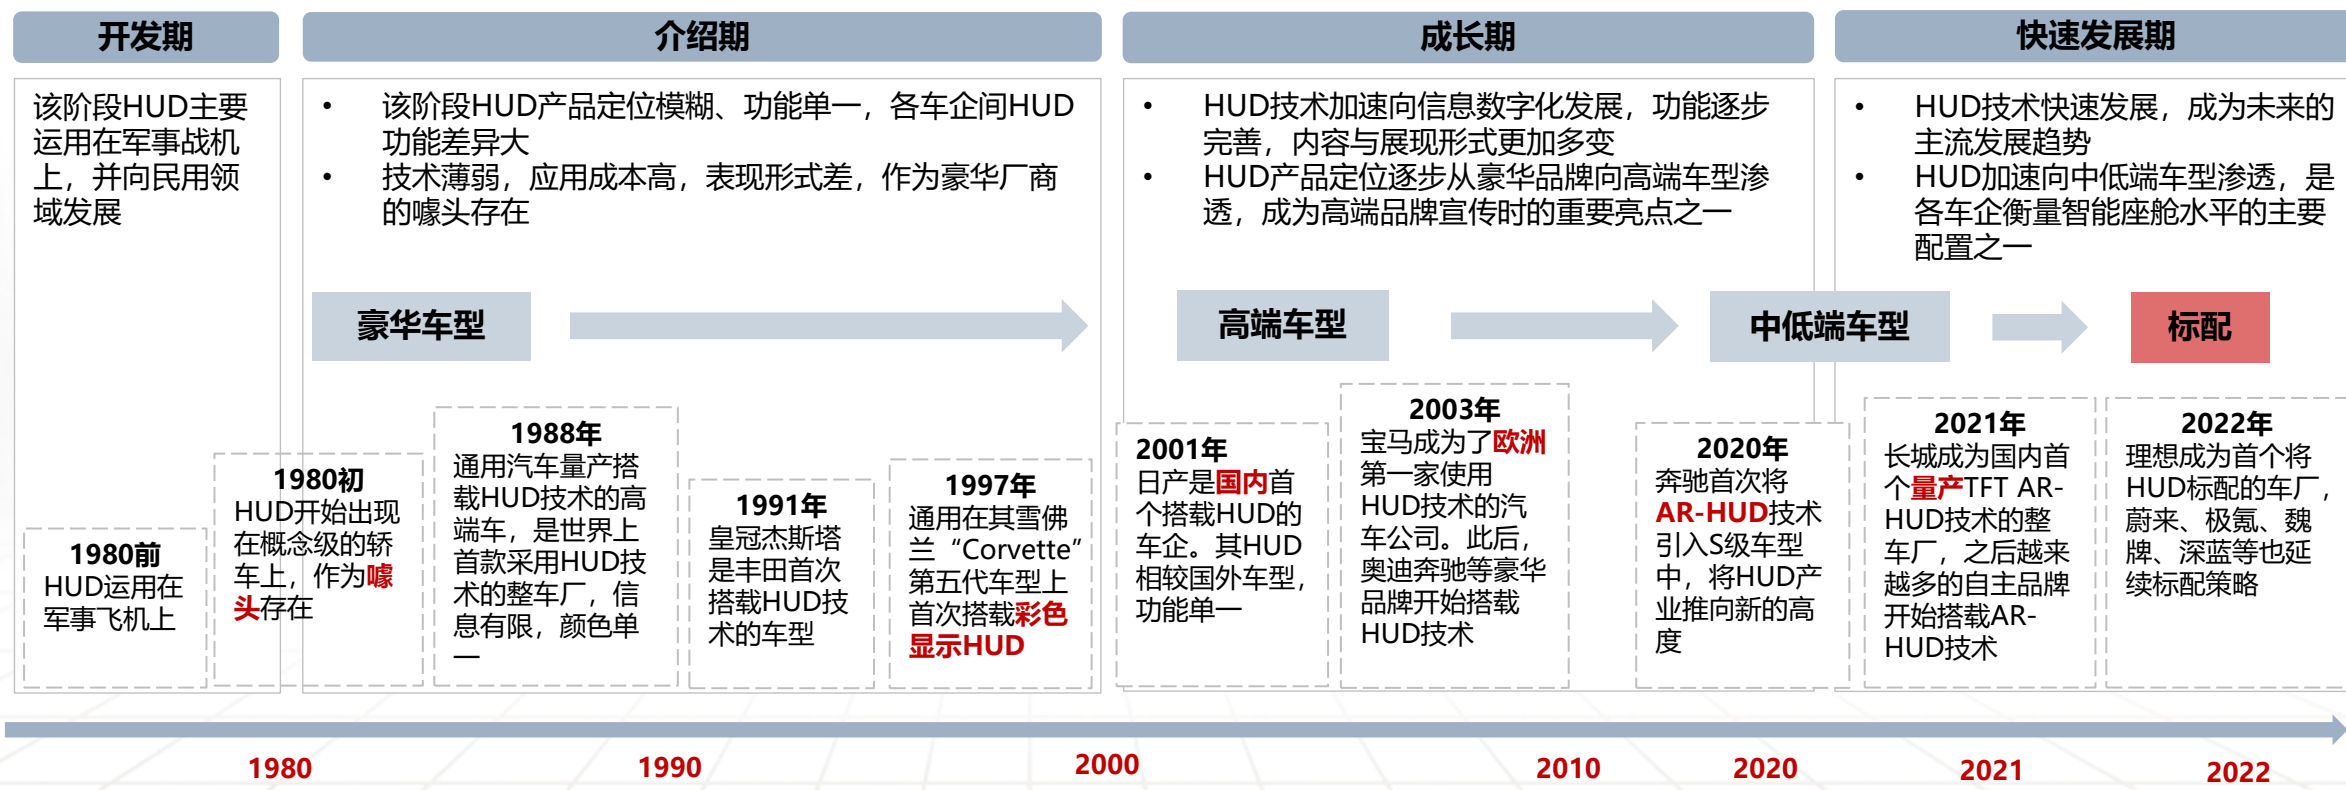 开发期
该阶段HUD主要
运用在军事战机
上，并向民用领
域发展
介绍期
• 该阶段HUD产品定位模糊、功能单一，各车企间HUD
功能差异大
• 技术薄弱，应用成本高，表现形式差，作为豪华厂商
的噱头存在
成长期
• HUD技术加速向信息数字化发展，功能逐步
完善，内容与展现形式更加多变
• HUD产品定位逐步从豪华品牌向高端车型渗
透，成为高端品牌宣传时的重要亮点之一
快速发展期
• HUD技术快速发展，成为未来的
主流发展趋势
• HUD加速向中低端车型渗透，是
各车企衡量智能座舱水平的主要
配置之一
豪华车型
高端车型
中低端车型
标配
1980前
HUD运用在
军事飞机上
1980初
HUD开始出现
在概念级的轿
车上，作为噱
头存在
1988年
通用汽车量产搭
载HUD技术的高
端车，是世界上
首款采用HUD技
术的整车厂，信
息有限，颜色单
一
1991年
皇冠杰斯塔
是丰田首次
搭载HUD技
术的车型
1997年
通用在其雪佛
兰“Corvette”
第五代车型上
首次搭载彩色
显示HUD
2001年
日产是国内首
个搭载HUD的
车企。其HUD
相较国外车型，
功能单一
2003年
宝马成为了欧洲
第一家使用
HUD技术的汽
车公司。此后，
奥迪奔驰等豪华
品牌开始搭载
HUD技术
2020年
奔驰首次将
AR-HUD技术
引入S级车型
中，将HUD产
业推向新的高
度
2021年
长城成为国内首
个量产TFT AR-
HUD技术的整
车厂，之后越来
越多的自主品牌
开始搭载AR-
HUD技术
2022年
理想成为首个将
HUD标配的车厂，
蔚来、极氪、魏
牌、深蓝等也延
续标配策略
1980
1990
2000
2010
2020
2021
2022